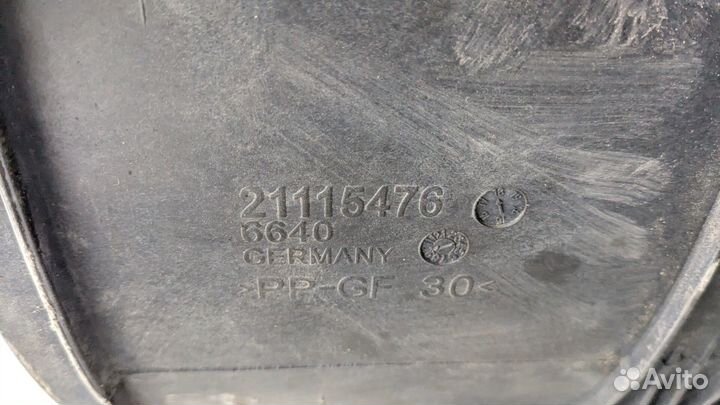 21115476
6640
GERMANY
>PP-GF 30<
Avito